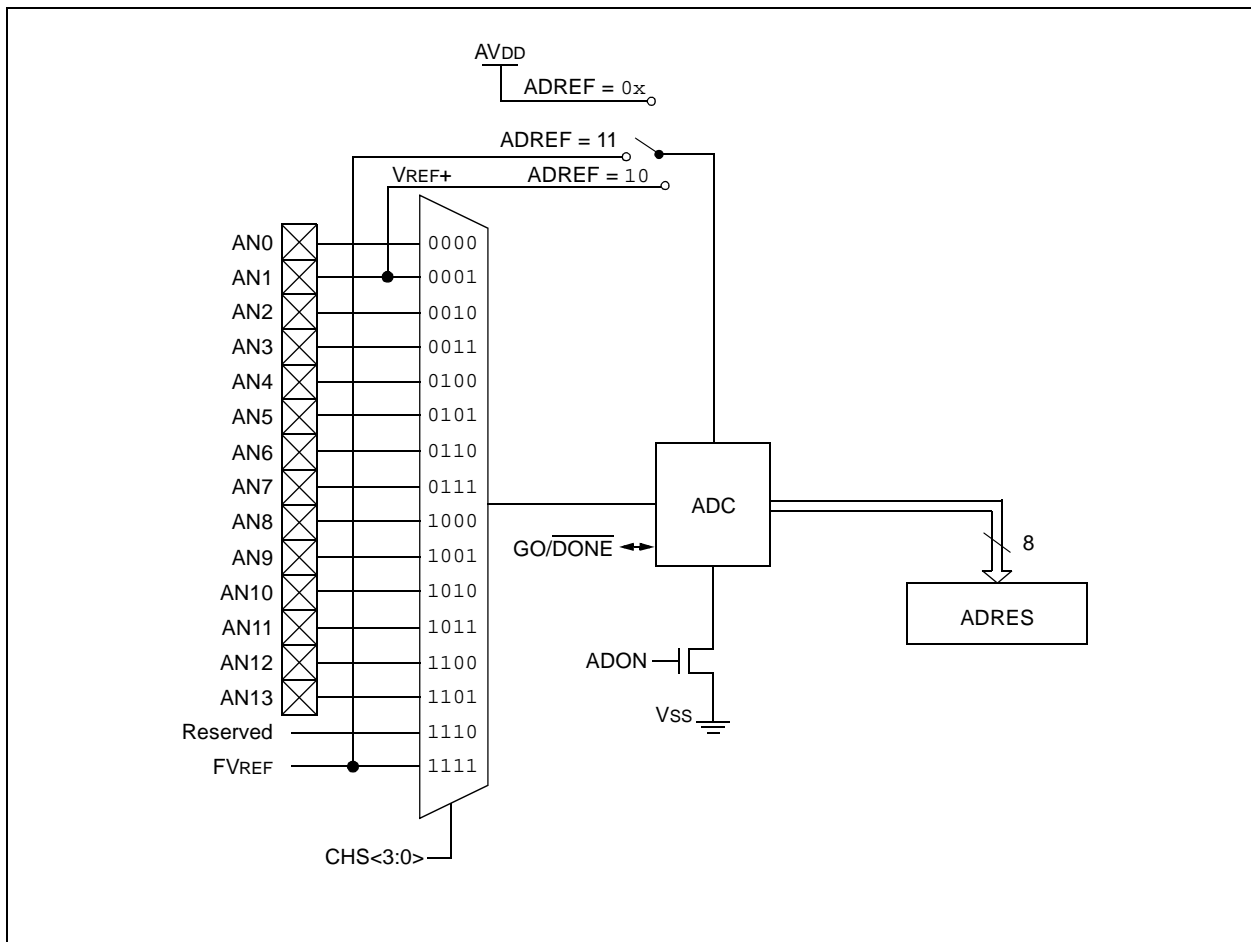 AVDD
ADREF = 0x
ADREF = 11
VREF+
ADREF = 10
AN0 0000
AN1 0001
AN2 0010
AN3 0011
AN4 0100
AN5 0101
AN6 0110
AN7 0111
AN8 1000
AN9 1001
AN10 1010
AN11 1011
AN12 1100
AN13 1101
Reserved 1110
FVREF 1111
CHS<3:0>
ADC
GO/DONE
8
ADRES
ADON
VSS